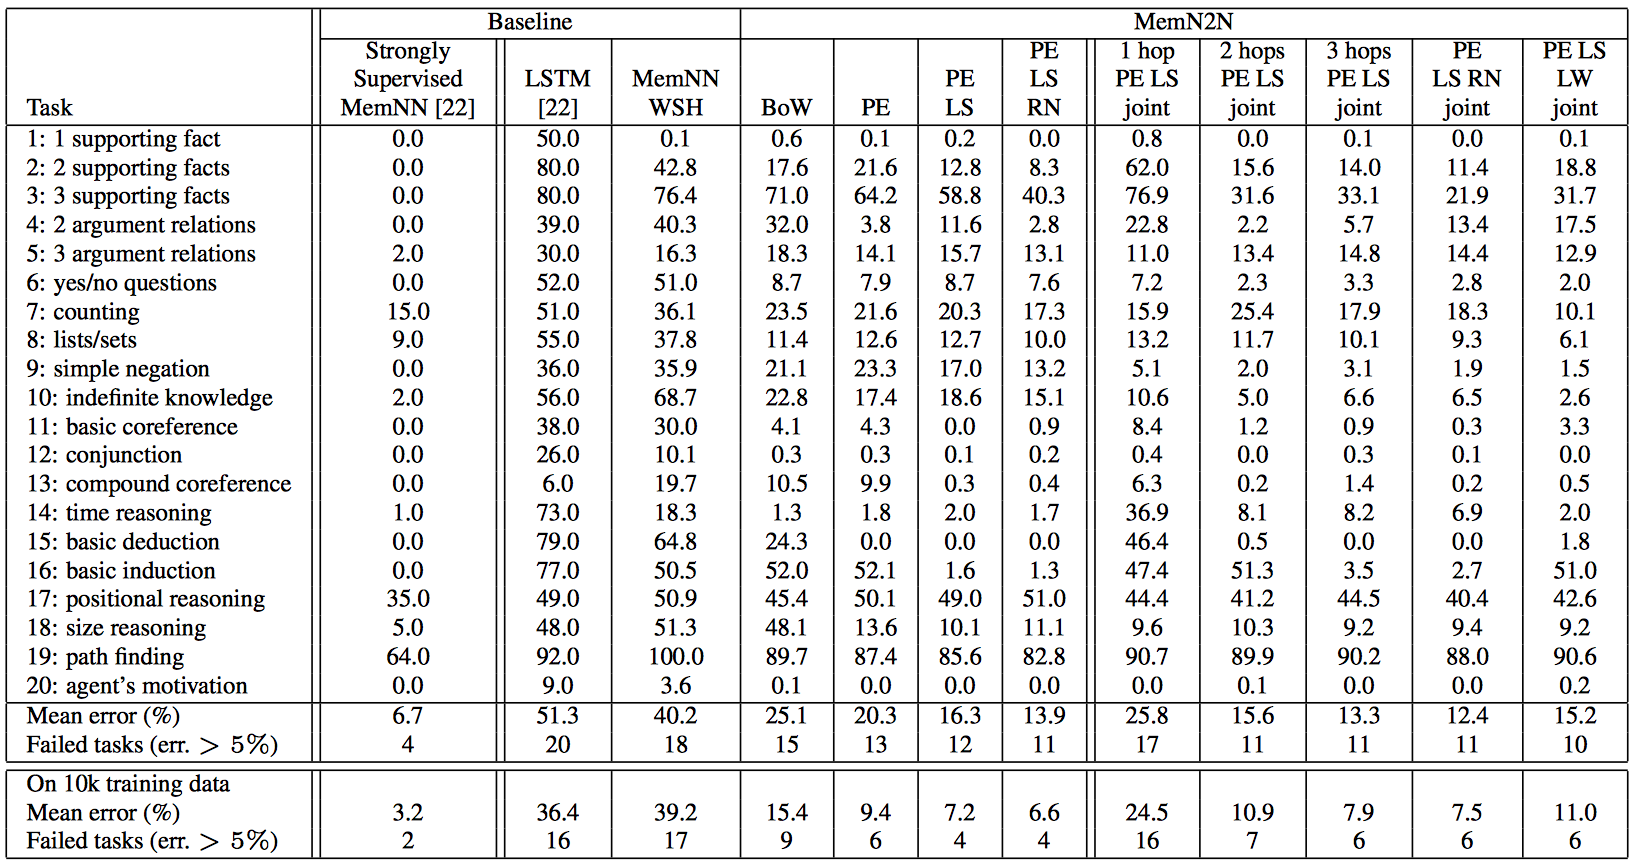 Baseline MemN2N
Strongly PE 1 hop 2 hops 3 hops PE PE LS
Supervised LSTM MemNN PE LS PE LS PE LS PE LS LS RN LW
Task MemNN [22] [22] WSH BoW PE LS RN joint joint joint joint joint
1: 1 supporting fact 0.0 50.0 0.1 0.6 0.1 0.2 0.0 0.8 0.0 0.1 0.0 0.1
2: 2 supporting facts 0.0 80.0 42.8 17.6 21.6 12.8 8.3 62.0 15.6 14.0 11.4 18.8
3: 3 supporting facts 0.0 80.0 76.4 71.0 64.2 58.8 40.3 76.9 31.6 33.1 21.9 31.7
4: 2 argument relations 0.0 39.0 40.3 32.0 3.8 11.6 2.8 22.8 2.2 5.7 13.4 17.5
5: 3 argument relations 2.0 30.0 16.3 18.3 14.1 15.7 13.1 11.0 13.4 14.8 14.4 12.9
6: yes/no questions 0.0 52.0 51.0 8.7 7.9 8.7 7.6 7.2 2.3 3.3 2.8 2.0
7: counting 15.0 51.0 36.1 23.5 21.6 20.3 17.3 15.9 25.4 17.9 18.3 10.1
8: lists/sets 9.0 55.0 37.8 11.4 12.6 12.7 10.0 13.2 11.7 10.1 9.3 6.1
9: simple negation 0.0 36.0 35.9 21.1 23.3 17.0 13.2 5.1 2.0 3.1 1.9 1.5
10: indefinite knowledge 2.0 56.0 68.7 22.8 17.4 18.6 15.1 10.6 5.0 6.6 6.5 2.6
11: basic coreference 0.0 38.0 30.0 4.1 4.3 0.0 0.9 8.4 1.2 0.9 0.3 3.3
12: conjunction 0.0 26.0 10.1 0.3 0.3 0.1 0.2 0.4 0.0 0.3 0.1 0.0
13: compound coreference 0.0 6.0 19.7 10.5 9.9 0.3 0.4 6.3 0.2 1.4 0.2 0.5
14: time reasoning 1.0 73.0 18.3 1.3 1.8 2.0 1.7 36.9 8.1 8.2 6.9 2.0
15: basic deduction 0.0 79.0 64.8 24.3 0.0 0.0 0.0 46.4 0.5 0.0 0.0 1.8
16: basic induction 0.0 77.0 50.5 52.0 52.1 1.6 1.3 47.4 51.3 3.5 2.7 51.0
17: positional reasoning 35.0 49.0 50.9 45.4 50.1 49.0 51.0 44.4 41.2 44.5 40.4 42.6
18: size reasoning 5.0 48.0 51.3 48.1 13.6 10.1 11.1 9.6 10.3 9.2 9.4 9.2
19: path finding 64.0 92.0 100.0 89.7 87.4 85.6 82.8 90.7 89.9 90.2 88.0 90.6
20: agent's motivation 0.0 9.0 3.6 0.1 0.0 0.0 0.0 0.0 0.1 0.0 0.0 0.2
Mean error (%) 6.7 51.3 40.2 25.1 20.3 16.3 13.9 25.8 15.6 13.3 12.4 15.2
Failed tasks (err. > 5%) 4 20 18 15 13 12 11 17 11 11 11 10
On 10k training data
Mean error (%) 3.2 36.4 39.2 15.4 9.4 7.2 6.6 24.5 10.9 7.9 7.5 11.0
Failed tasks (err. > 5%) 2 16 17 9 6 4 4 16 7 6 6 6